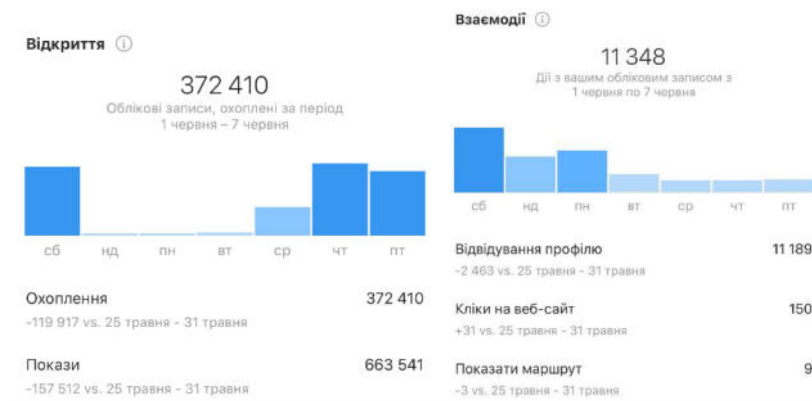 Відкриття
372 410
Облікові записи, охоплені за період
1 червня – 7 червня
сб нд пн вт ср чт пт
Охоплення 372 410
-119 917 vs. 25 травня - 31 травня
Покази 663 541
-157 512 vs. 25 травня - 31 травня
Взаємодії
11 348
Дії з вашим обліковим записом з
1 червня по 7 червня
сб нд пн вт ср чт пт
Відвідування профілю 11 189
-2 463 vs. 25 травня - 31 травня
Кліки на веб-сайт 150
+31 vs. 25 травня - 31 травня
Показати маршрут 9
-3 vs. 25 травня - 31 травня